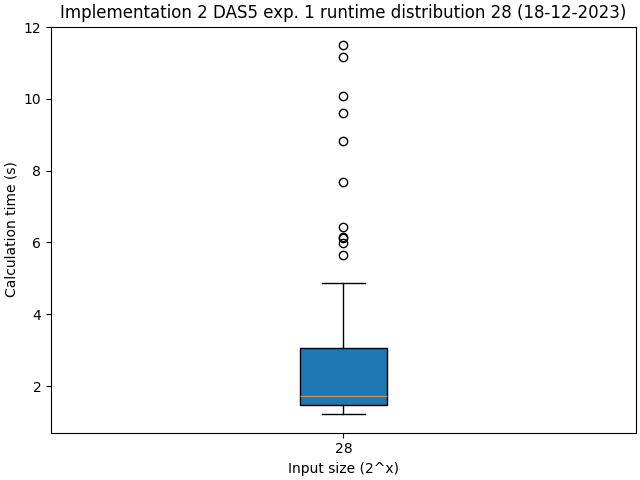 Implementation 2 DAS5 exp. 1 runtime distribution 28 (18-12-2023)
12
10
8
6
4
2
Calculation time (s)
28
Input size (2^x)